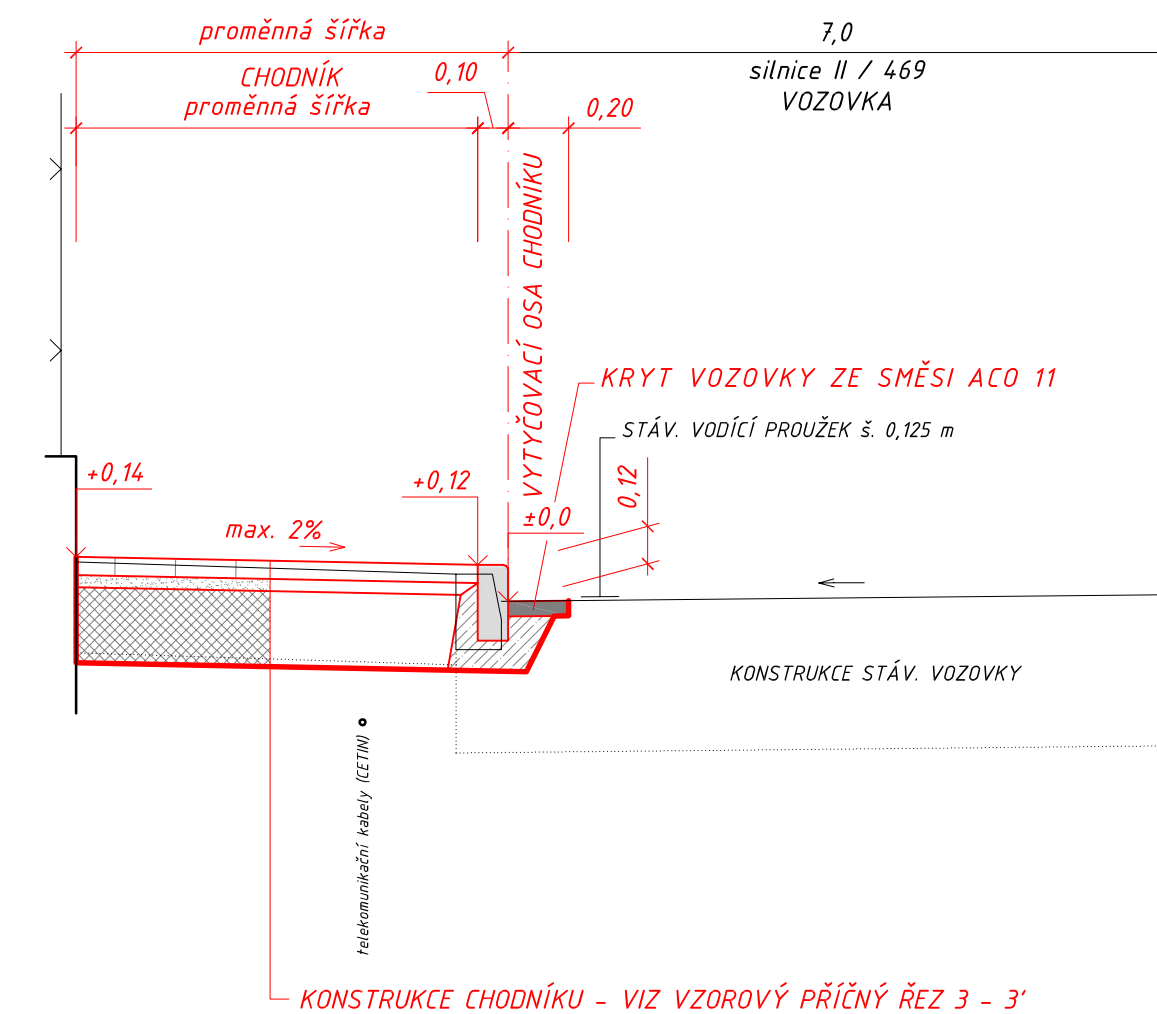 proměnná šířka
7,0
CHODNÍK
0,10
silnice II / 469
proměnná šířka
0,20
VOZOVKA
VYTYČOVACÍ OSA CHODNÍKU
KRYT VOZOVKY ZE SMĚSI ACO 11
STÁV. VODÍCÍ PROUŽEK š. 0,125 m
+0,14
+0,12
0,12
±0,0
max. 2%
KONSTRUKCE STÁV. VOZOVKY
telekomunikační kabely (CETIN)
KONSTRUKCE CHODNÍKU - VIZ VZOROVÝ PŘÍČNÝ ŘEZ 3 - 3'